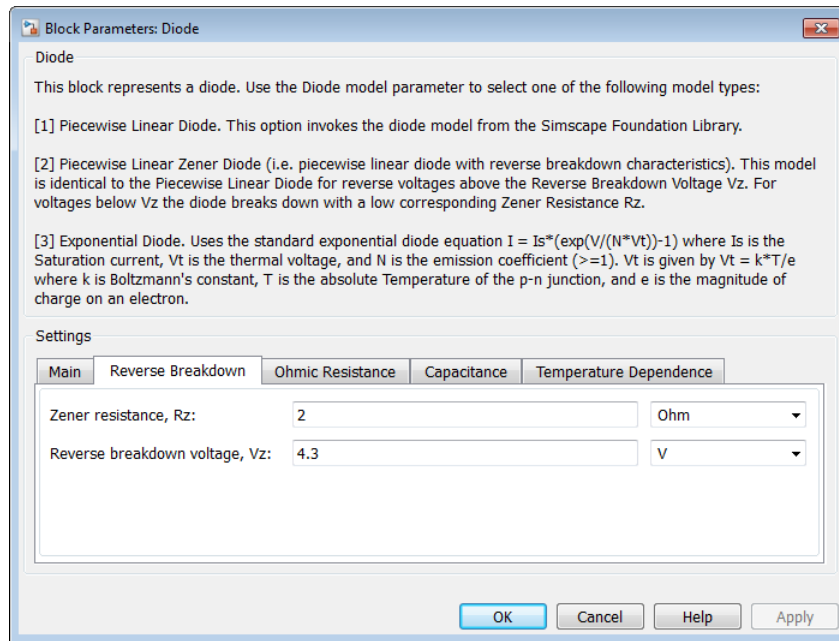 Block Parameters: Diode
Diode
This block represents a diode. Use the Diode model parameter to select one of the following model types:
[1] Piecewise Linear Diode. This option invokes the diode model from the Simscape Foundation Library.
[2] Piecewise Linear Zener Diode (i.e. piecewise linear diode with reverse breakdown characteristics). This model
is identical to the Piecewise Linear Diode for reverse voltages above the Reverse Breakdown Voltage Vz. For
voltages below Vz the diode breaks down with a low corresponding Zener Resistance Rz.
[3] Exponential Diode. Uses the standard exponential diode equation I = Is*(exp(V/(N*Vt))-1) where Is is the
Saturation current, Vt is the thermal voltage, and N is the emission coefficient (>=1). Vt is given by Vt = k*T/e
where k is Boltzmann's constant, T is the absolute Temperature of the p-n junction, and e is the magnitude of
charge on an electron.
Settings
Main Reverse Breakdown Ohmic Resistance Capacitance Temperature Dependence
Zener resistance, Rz: 2 Ohm
Reverse breakdown voltage, Vz: 4.3 V
OK Cancel Help Apply